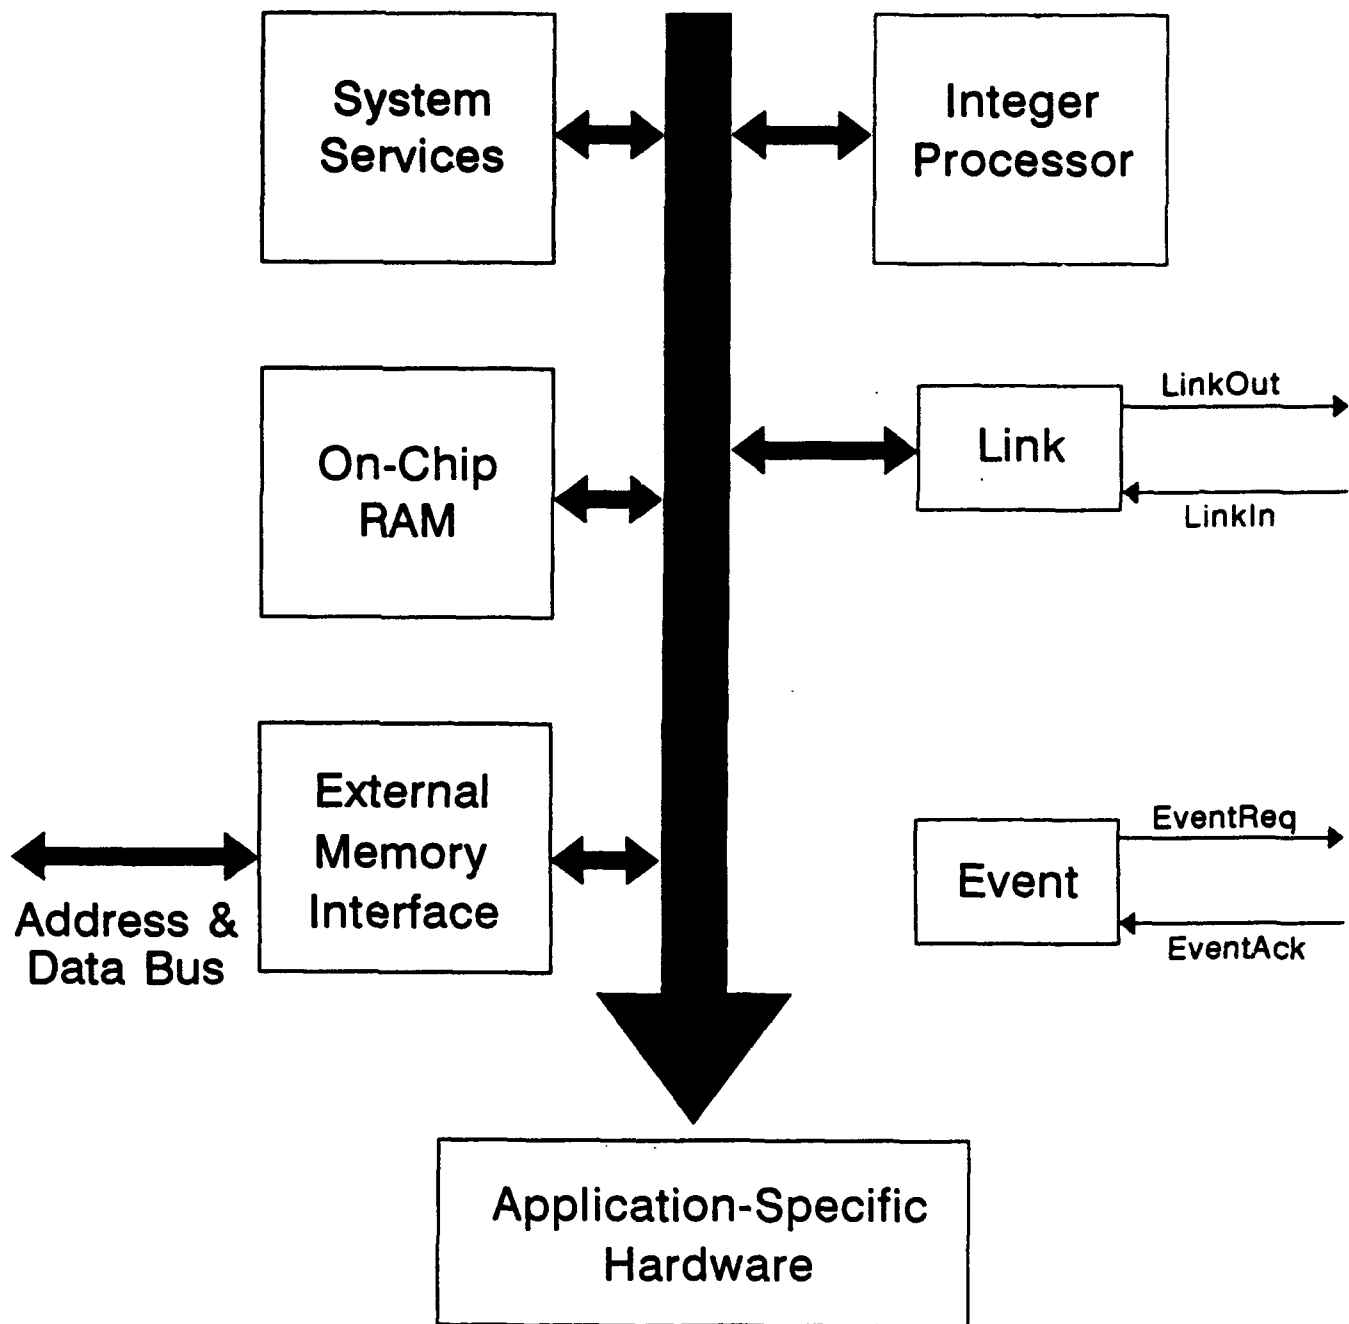 System
Services
Integer
Processor
On-Chip
RAM
LinkOut
Link
LinkIn
External
Memory
Interface
Address &
Data Bus
EventReq
Event
EventAck
Application-Specific
Hardware